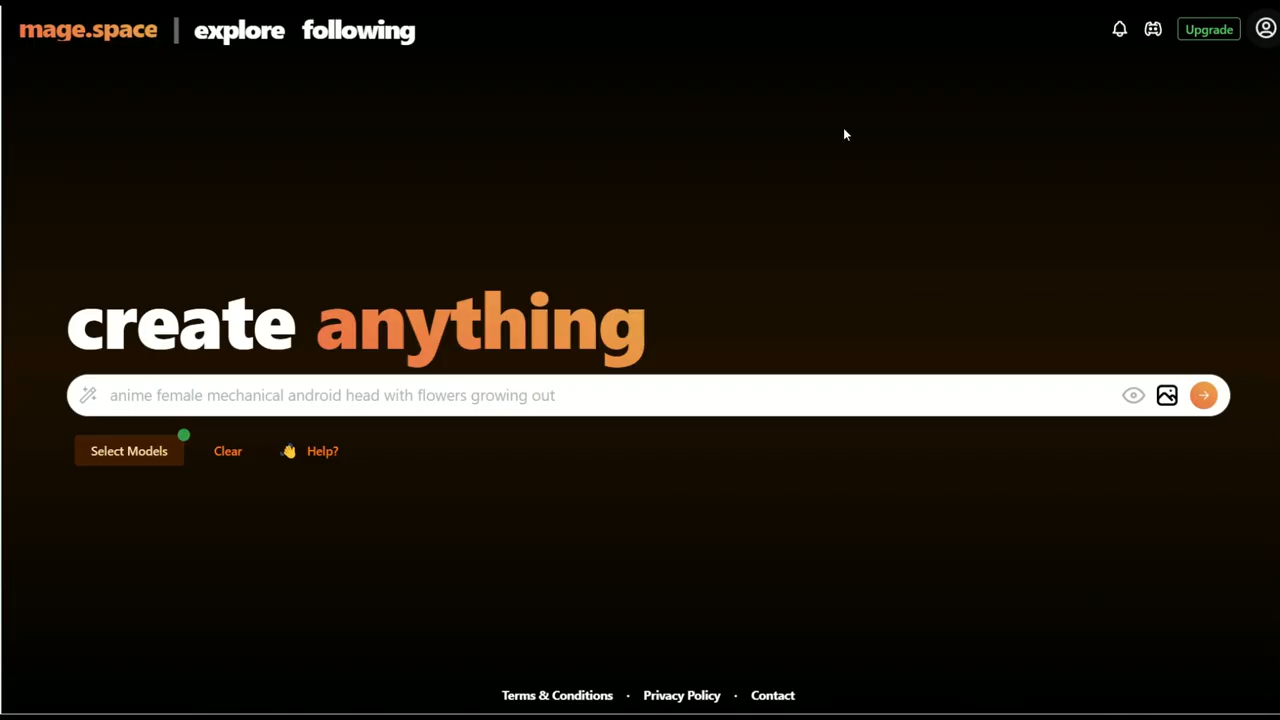 mage.space | explore following Upgrade
create anything
anime female mechanical android head with flowers growing out
Select Models Clear Help?
Terms & Conditions · Privacy Policy · Contact